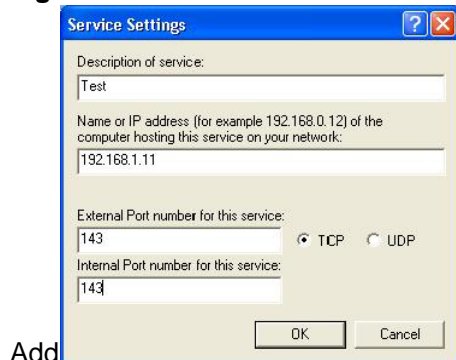 Service Settings
Description of service:
Test
Name or IP address (for example 192.168.0.12) of the
computer hosting this service on your network:
192.168.1.11
External Port number for this service:
143
TCP
UDP
Internal Port number for this service:
143
OK
Cancel
Add